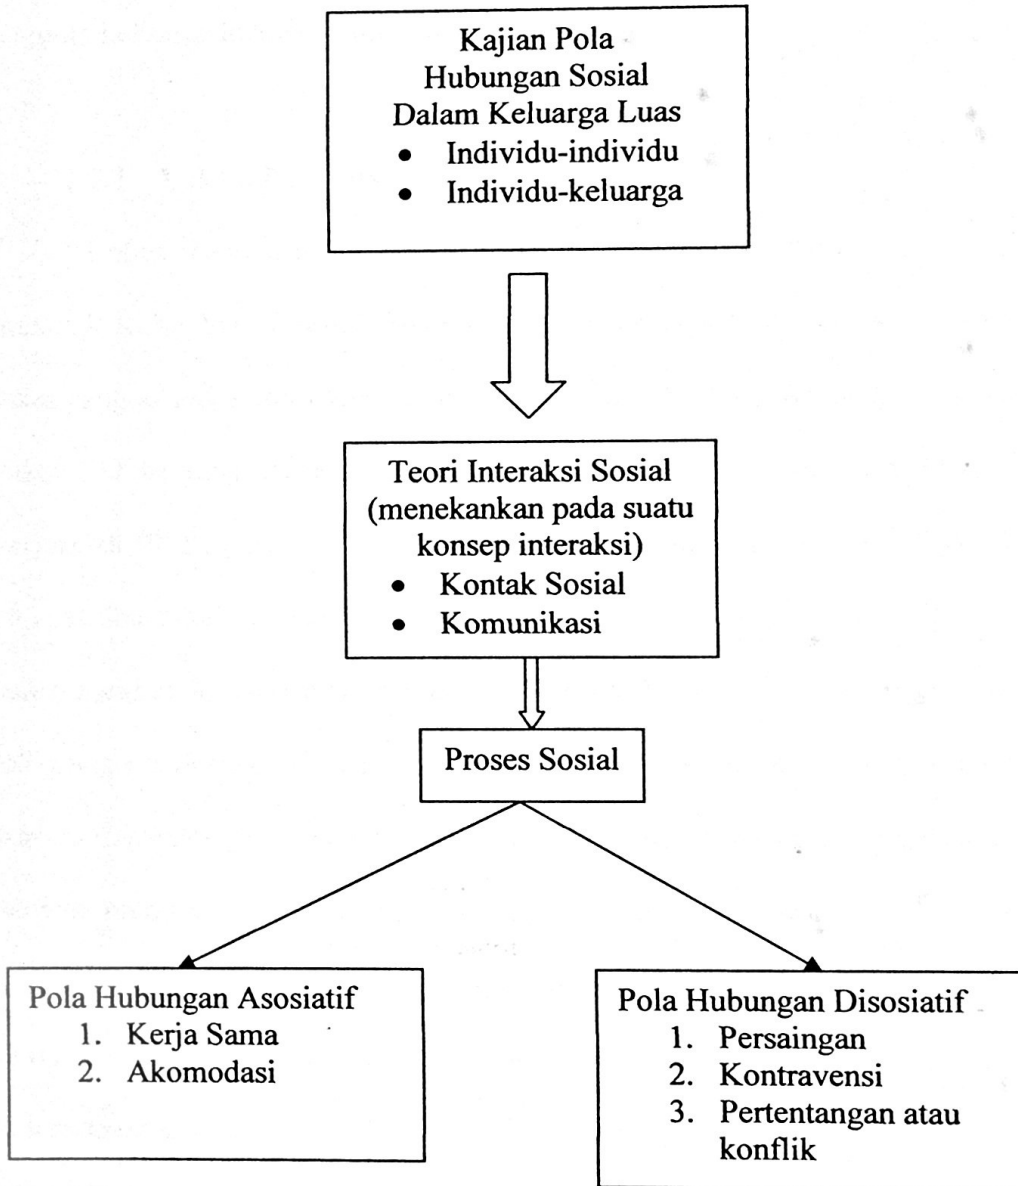 Kajian Pola
Hubungan Sosial
Dalam Keluarga Luas
• Individu-individu
• Individu-keluarga
Teori Interaksi Sosial
(menekankan pada suatu
konsep interaksi)
• Kontak Sosial
• Komunikasi
Proses Sosial
Pola Hubungan Asosiatif
1. Kerja Sama
2. Akomodasi
Pola Hubungan Disosiatif
1. Persaingan
2. Kontravensi
3. Pertentangan atau
konflik